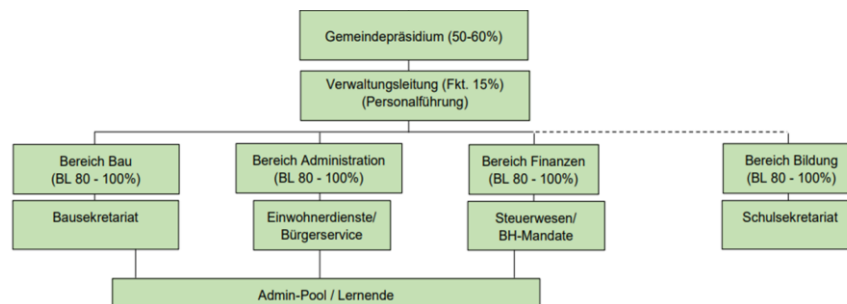 Gemeindepräsidium (50-60%)
Verwaltungsleitung (Fkt. 15%)
(Personalführung)
Bereich Bau
(BL 80 - 100%)
Bereich Administration
(BL 80 - 100%)
Bereich Finanzen
(BL 80 - 100%)
Bereich Bildung
(BL 80 - 100%)
Bausekretariat
Einwohnerdienste/
Bürgerservice
Steuerwesen/
BH-Mandate
Schulsekretariat
Admin-Pool / Lernende